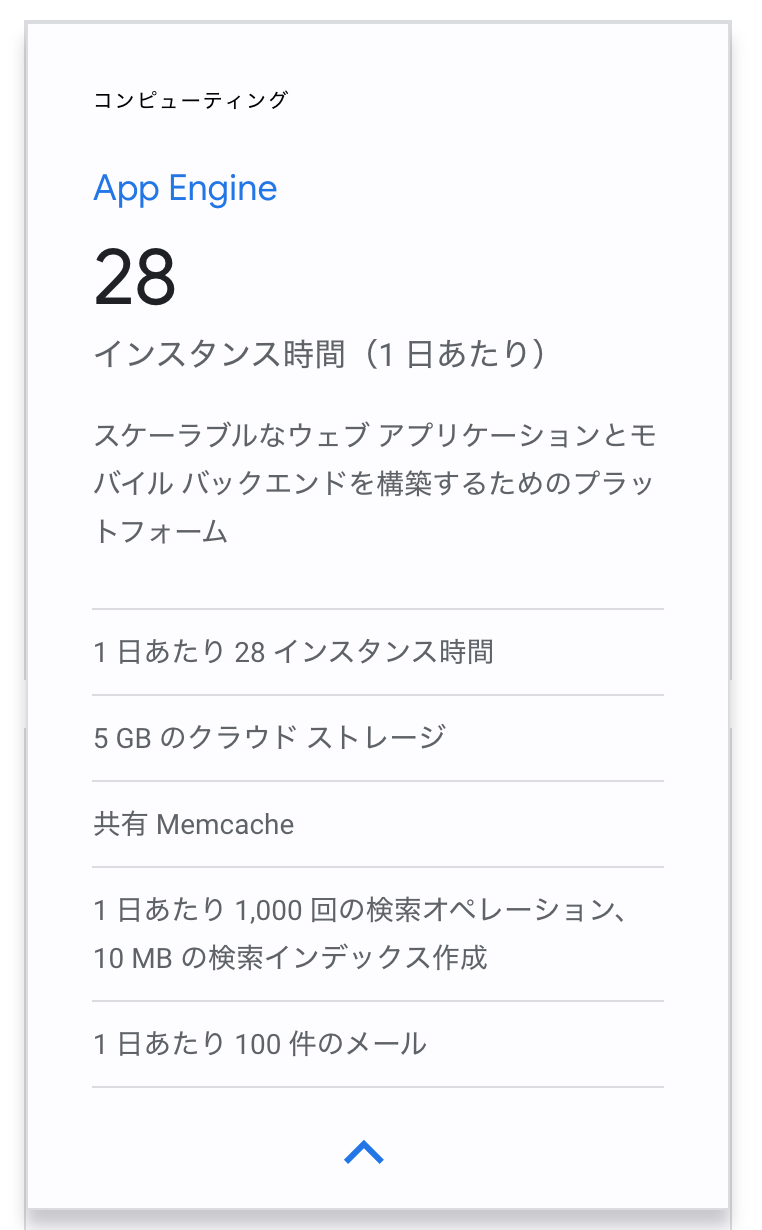 コンピューティング
App Engine
28
インスタンス時間（1 日あたり）
スケーラブルなウェブ アプリケーションとモ
バイル バックエンドを構築するためのプラッ
トフォーム
1 日あたり 28 インスタンス時間
5 GB のクラウド ストレージ
共有 Memcache
1 日あたり 1,000 回の検索オペレーション、
10 MB の検索インデックス作成
1 日あたり 100 件のメール